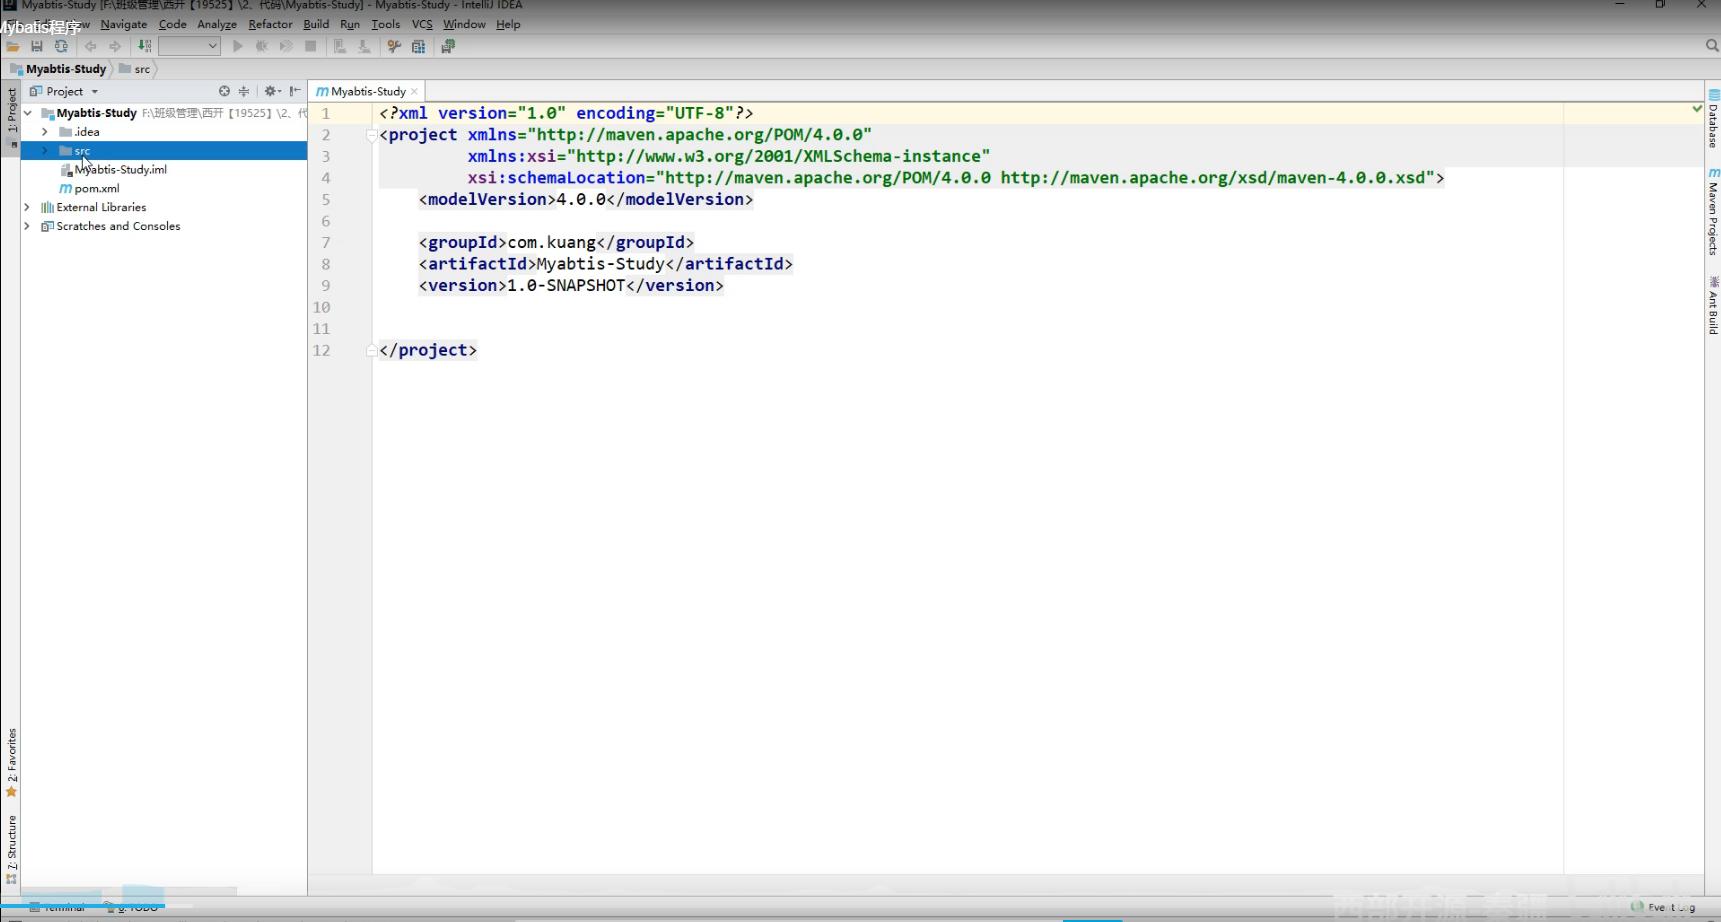 Myabtis-Study [F:\班级管理\西开【19525】\2、代码\Myabtis-Study] - Myabtis-Study - IntelliJ IDEA
Mybatis程序
Navigate Code Analyze Refactor Build Run Tools VCS Window Help
Myabtis-Study src
1: Project
Project
Myabtis-Study
Myabtis-Study F:\班级管理\西开【19525】\2、代
.idea
src
Myabtis-Study.iml
pom.xml
External Libraries
Scratches and Consoles
1 <?xml version="1.0" encoding="UTF-8"?>
2 <project xmlns="http://maven.apache.org/POM/4.0.0"
3 xmlns:xsi="http://www.w3.org/2001/XMLSchema-instance"
4 xsi:schemaLocation="http://maven.apache.org/POM/4.0.0 http://maven.apache.org/xsd/maven-4.0.0.xsd">
5 <modelVersion>4.0.0</modelVersion>
6
7 <groupId>com.kuang</groupId>
8 <artifactId>Myabtis-Study</artifactId>
9 <version>1.0-SNAPSHOT</version>
10
11
12 </project>
Database
Maven Projects
Ant Build
2: Favorites
7: Structure
Terminal 6: TODO
Event Log